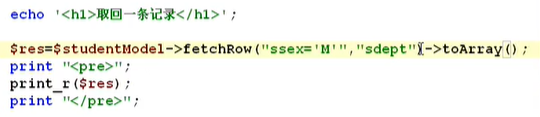 echo '<h1>取回一条记录</h1>';
$res=$studentModel->fetchRow("ssex='M'","sdept")->toArray();
print "<pre>";
print_r($res);
print "</pre>";